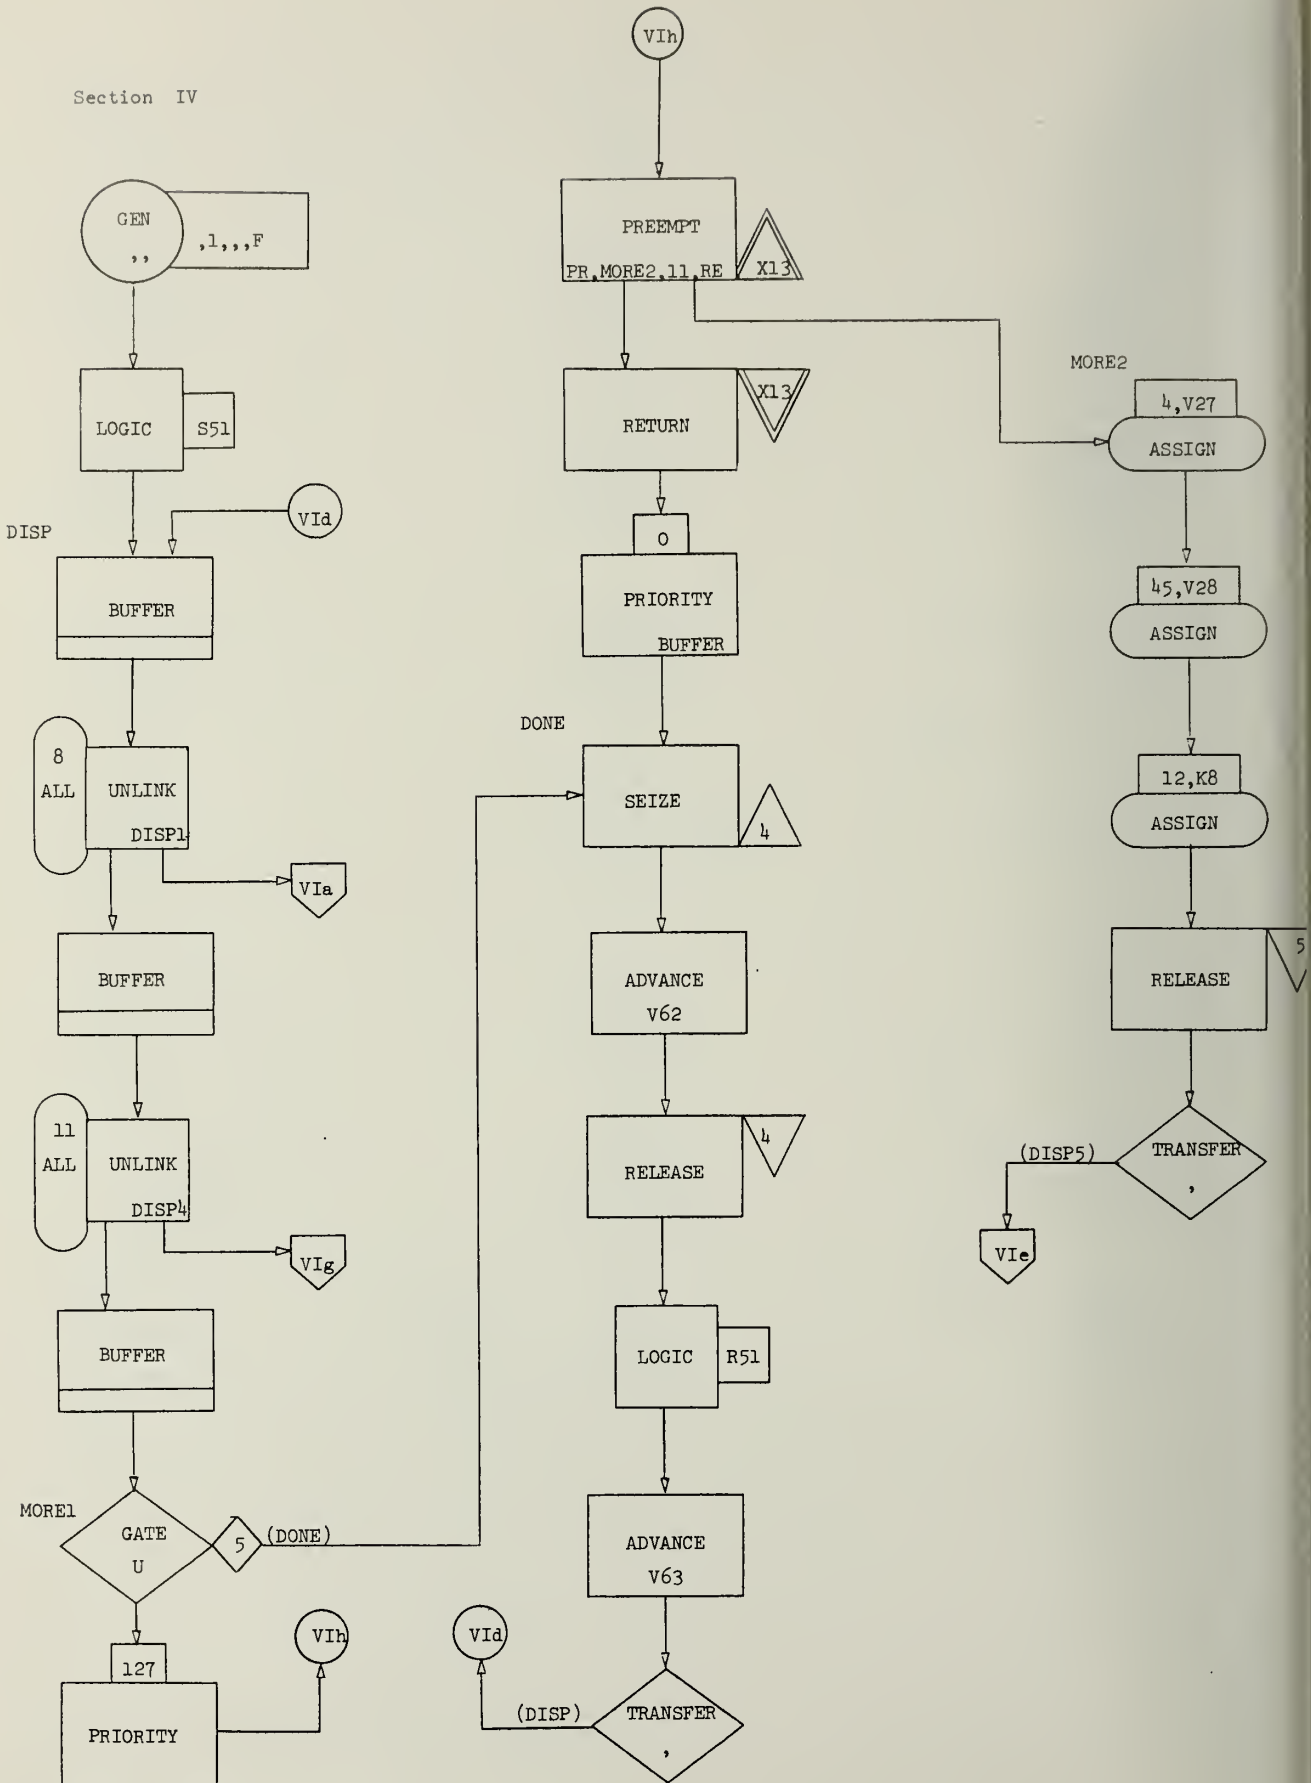 Section IV
GEN
,,
,1,,,F
LOGIC
S51
DISP
VId
BUFFER
8
ALL
UNLINK
DISP1
VIa
BUFFER
11
ALL
UNLINK
DISP4
VIg
BUFFER
MORE1
GATE
U
5
(DONE)
127
PRIORITY
VIh
VIh
PREEMPT
PR,MORE2,11,RE
X13
RETURN
X13
0
PRIORITY
BUFFER
DONE
SEIZE
4
ADVANCE
V62
RELEASE
4
LOGIC
R51
ADVANCE
V63
TRANSFER
,
(DISP)
VId
MORE2
4,V27
ASSIGN
45,V28
ASSIGN
12,K8
ASSIGN
RELEASE
5
TRANSFER
,
(DISP5)
VIe